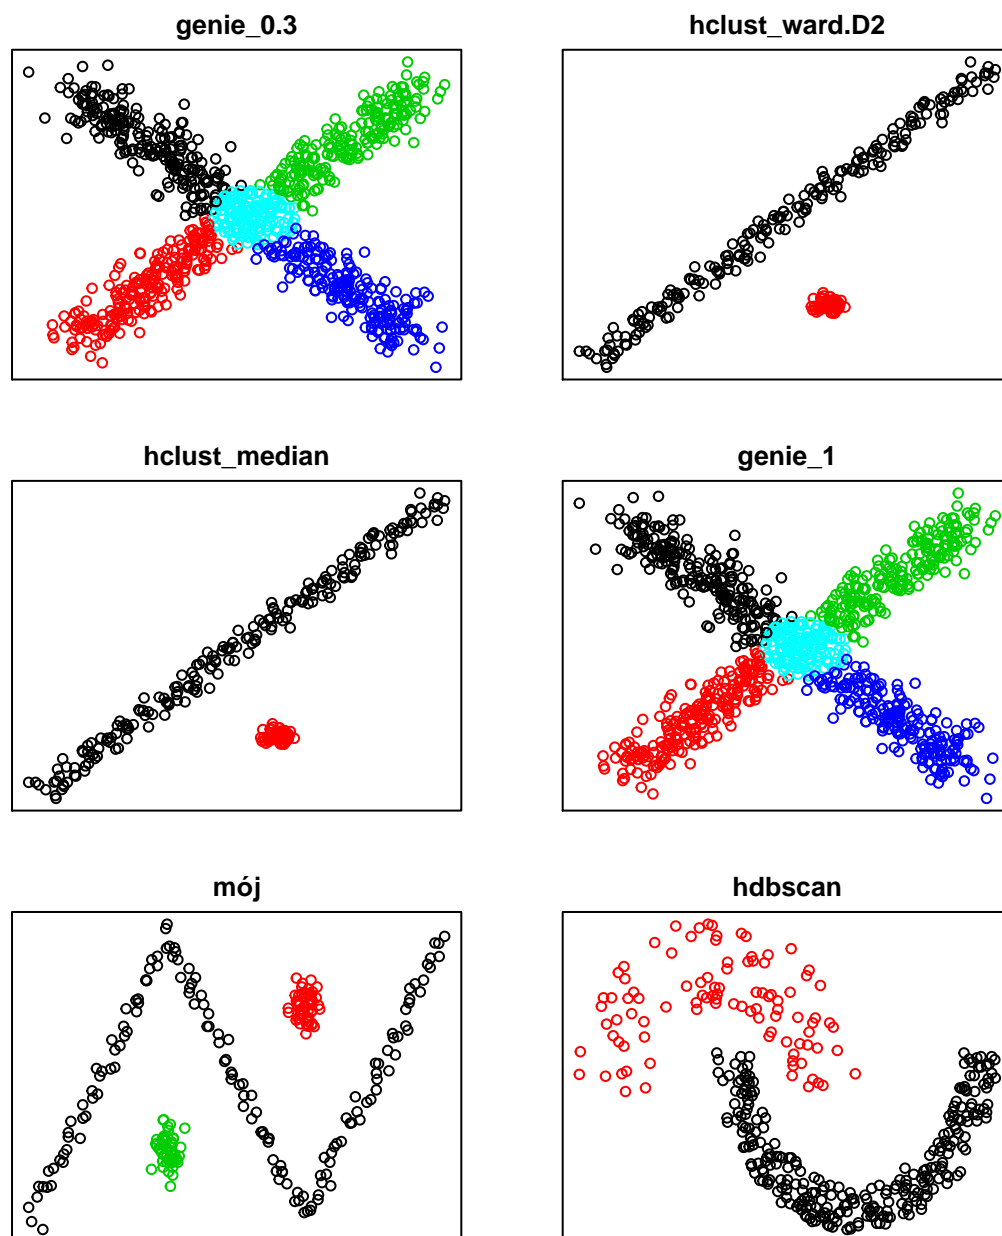 genie_0.3
hclust_ward.D2
hclust_median
genie_1
mój
hdbscan